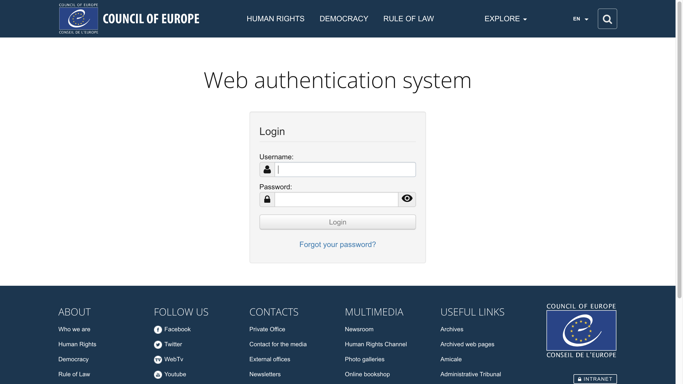 COUNCIL OF EUROPE
COUNCIL OF EUROPE
CONSEIL DE L'EUROPE
HUMAN RIGHTS
DEMOCRACY
RULE OF LAW
EXPLORE
EN
Web authentication system
Login
Username:
Password:
Login
Forgot your password?
ABOUT
Who we are
Human Rights
Democracy
Rule of Law
FOLLOW US
Facebook
Twitter
WebTv
Youtube
CONTACTS
Private Office
Contact for the media
External offices
Newsletters
MULTIMEDIA
Newsroom
Human Rights Channel
Photo galleries
Online bookshop
USEFUL LINKS
Archives
Archived web pages
Amicale
Administrative Tribunal
COUNCIL OF EUROPE
CONSEIL DE L'EUROPE
INTRANET